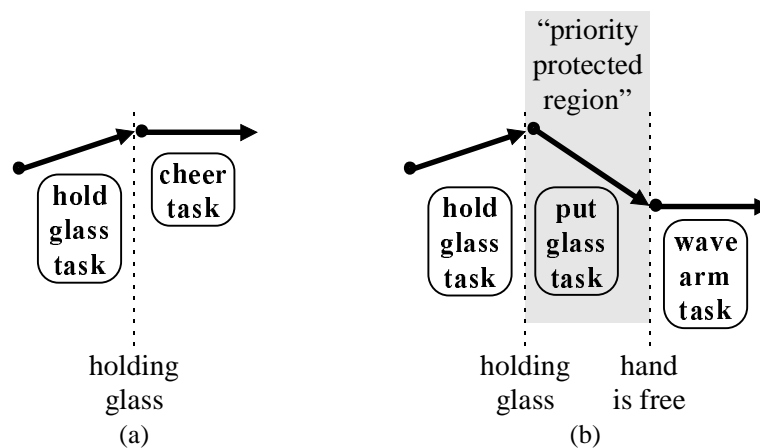 hold
glass
task
cheer
task
holding
glass
(a)
“priority
protected
region”
hold
glass
task
put
glass
task
wave
arm
task
holding
glass
hand
is free
(b)